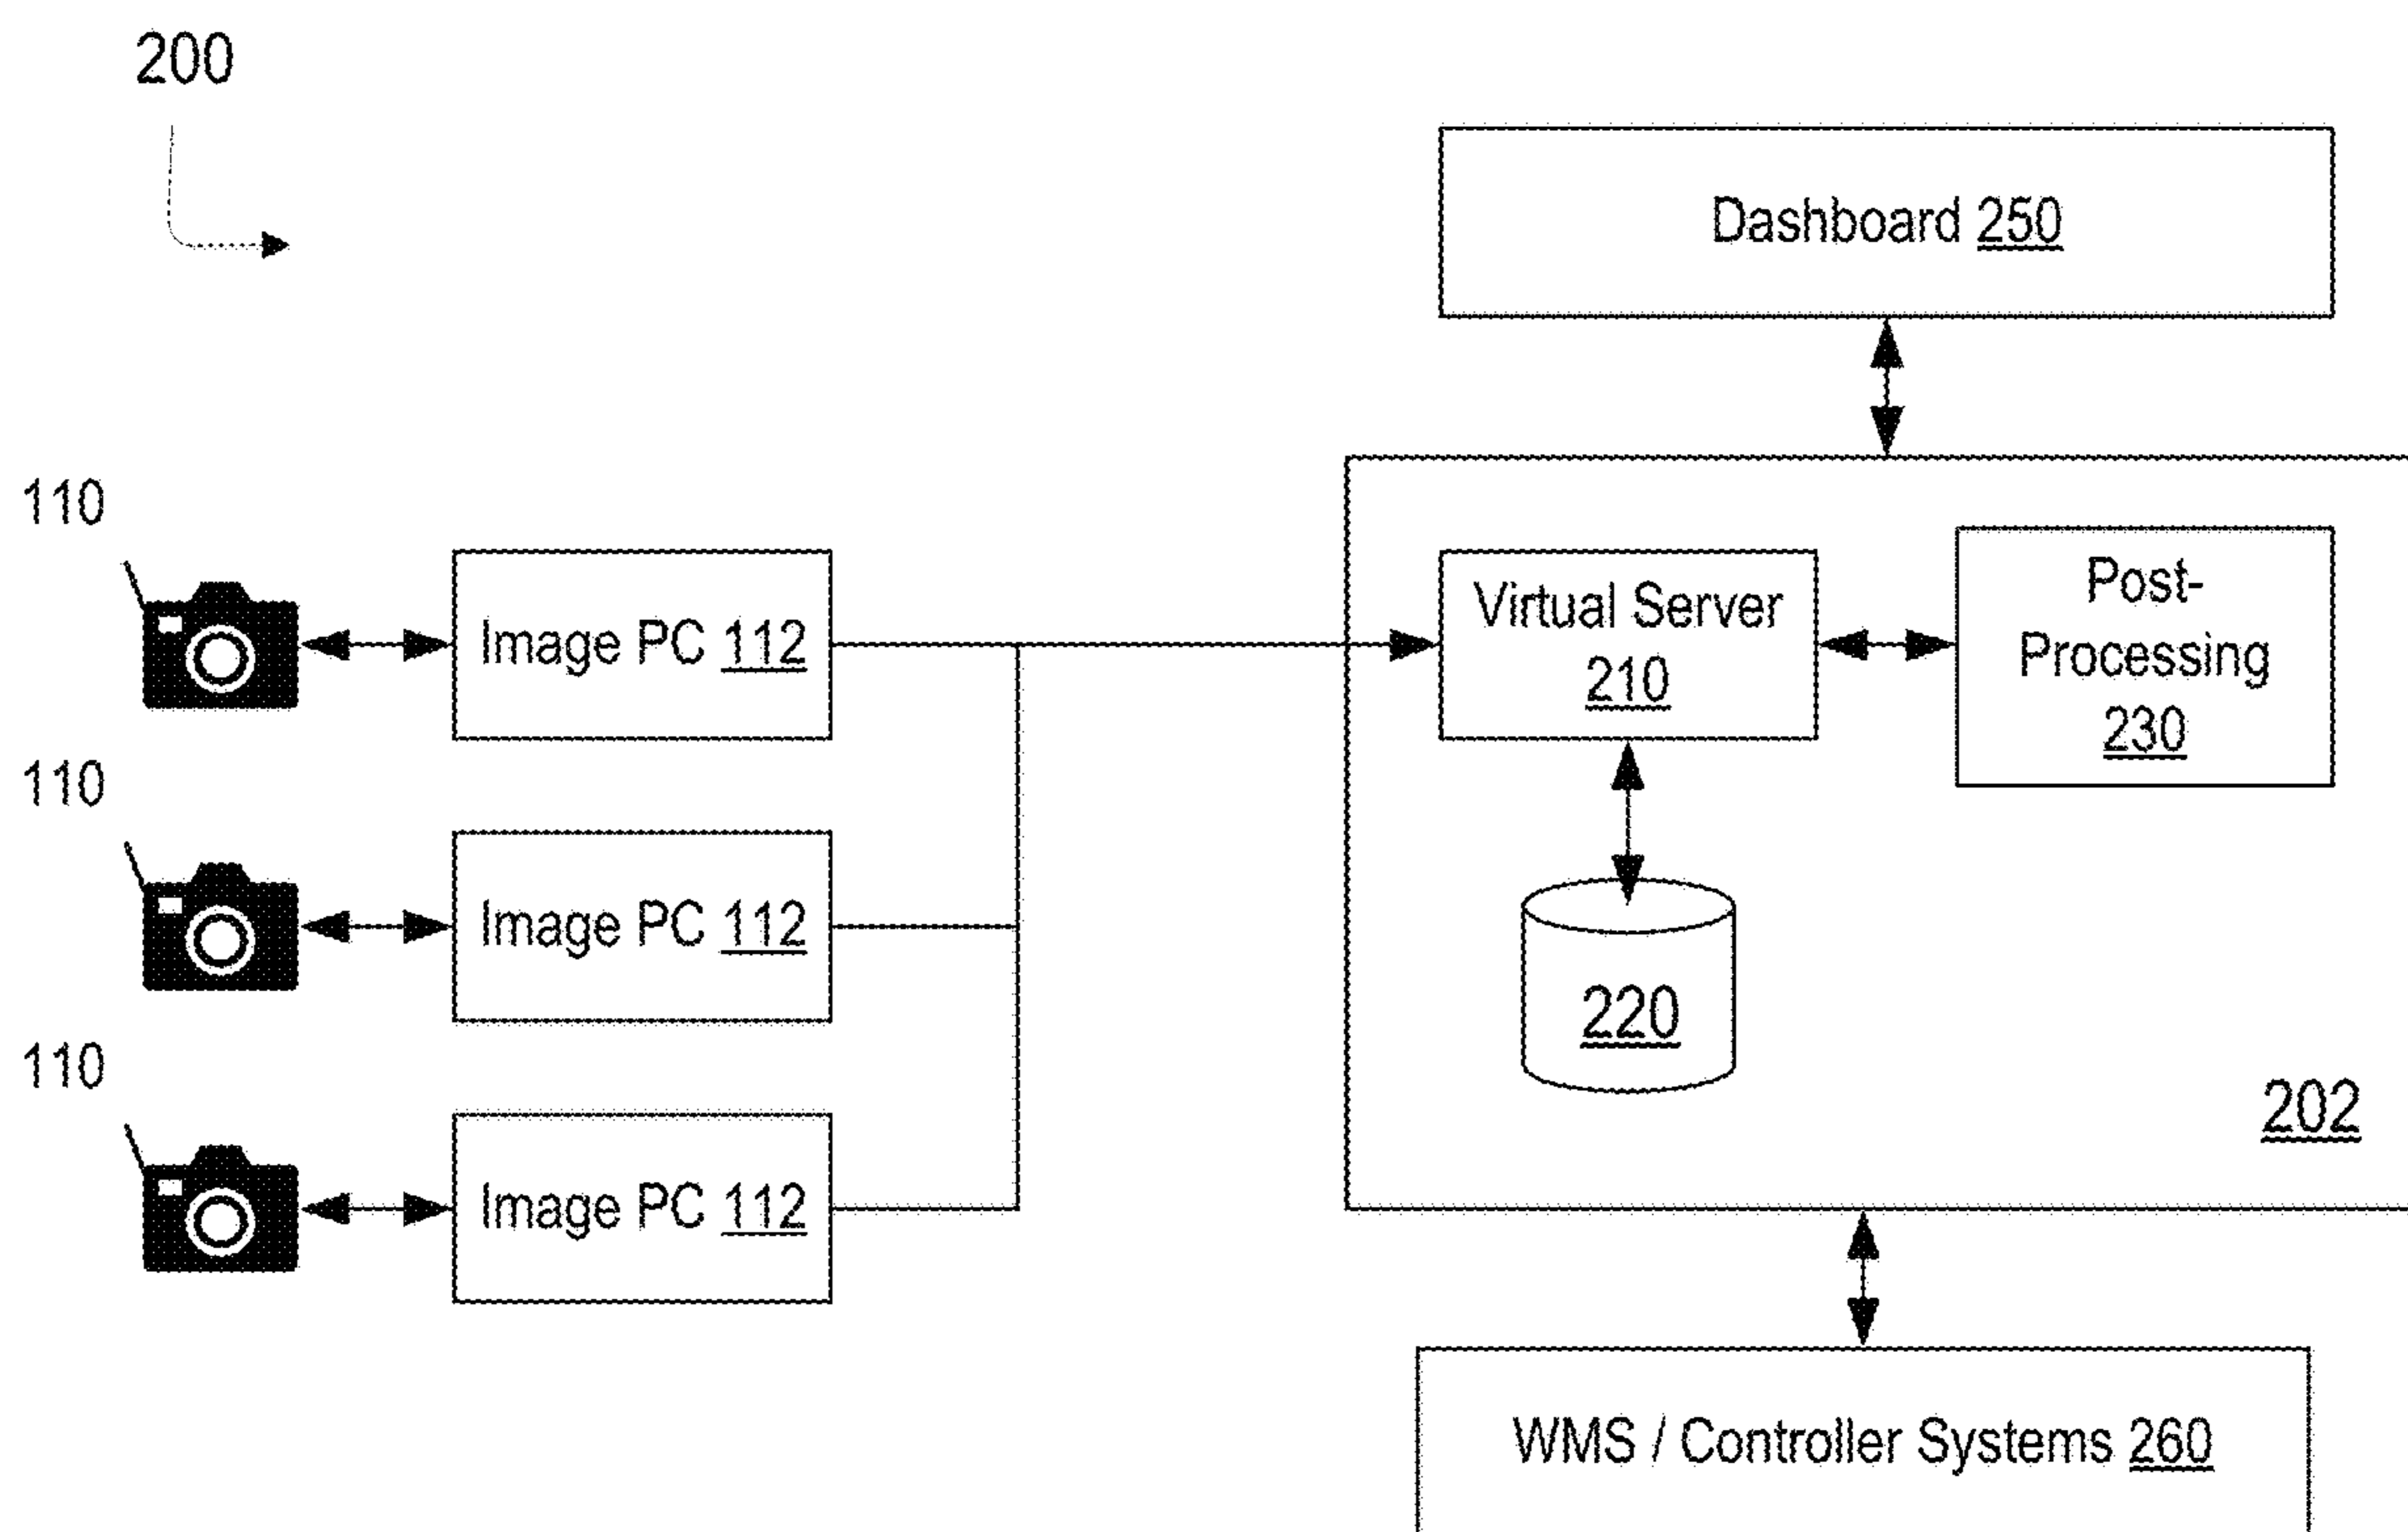 200
Dashboard 250
110
Image PC 112
Virtual Server
210
Post-
Processing
230
110
Image PC 112
220
110
Image PC 112
202
WMS / Controller Systems 260